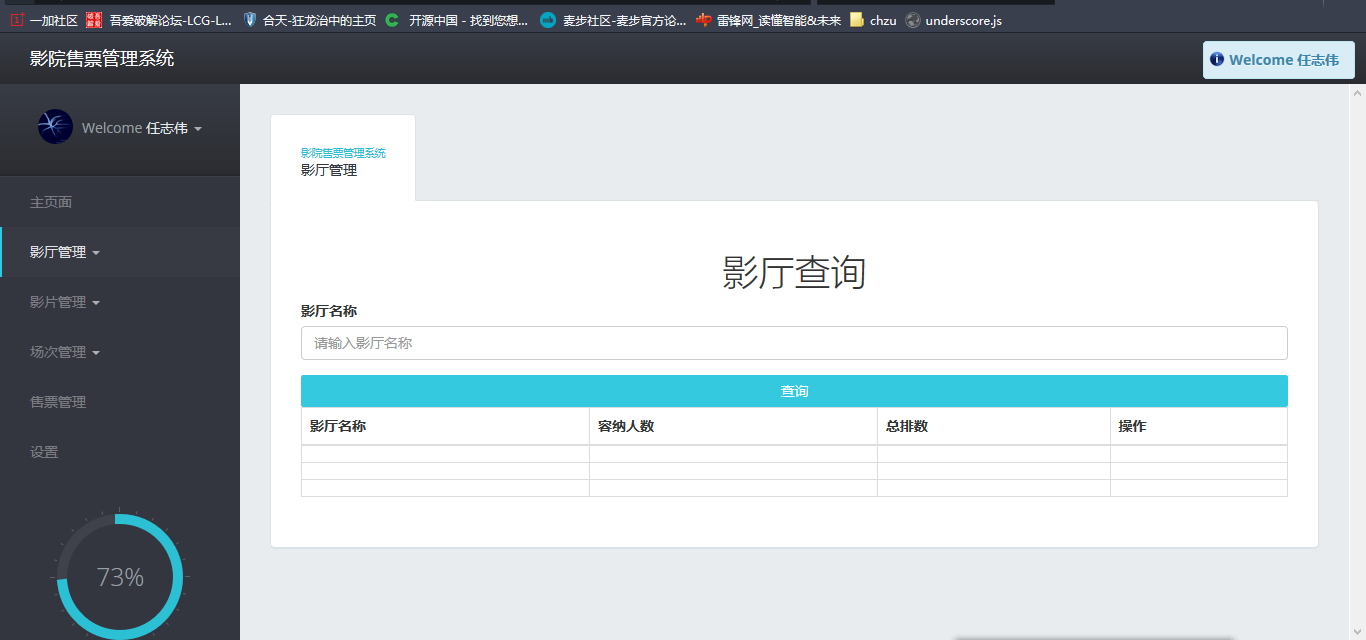 一加社区 吾爱破解论坛-LCG-L... 合天-狂龙治中的主页 开源中国 - 找到您想... 麦步社区-麦步官方论... 雷锋网_读懂智能&未来 chzu underscore.js
影院售票管理系统
Welcome 任志伟
Welcome 任志伟
主页面
影厅管理
影片管理
场次管理
售票管理
设置
73%
影院售票管理系统
影厅管理
影厅查询
影厅名称
请输入影厅名称
查询
影厅名称 容纳人数 总排数 操作